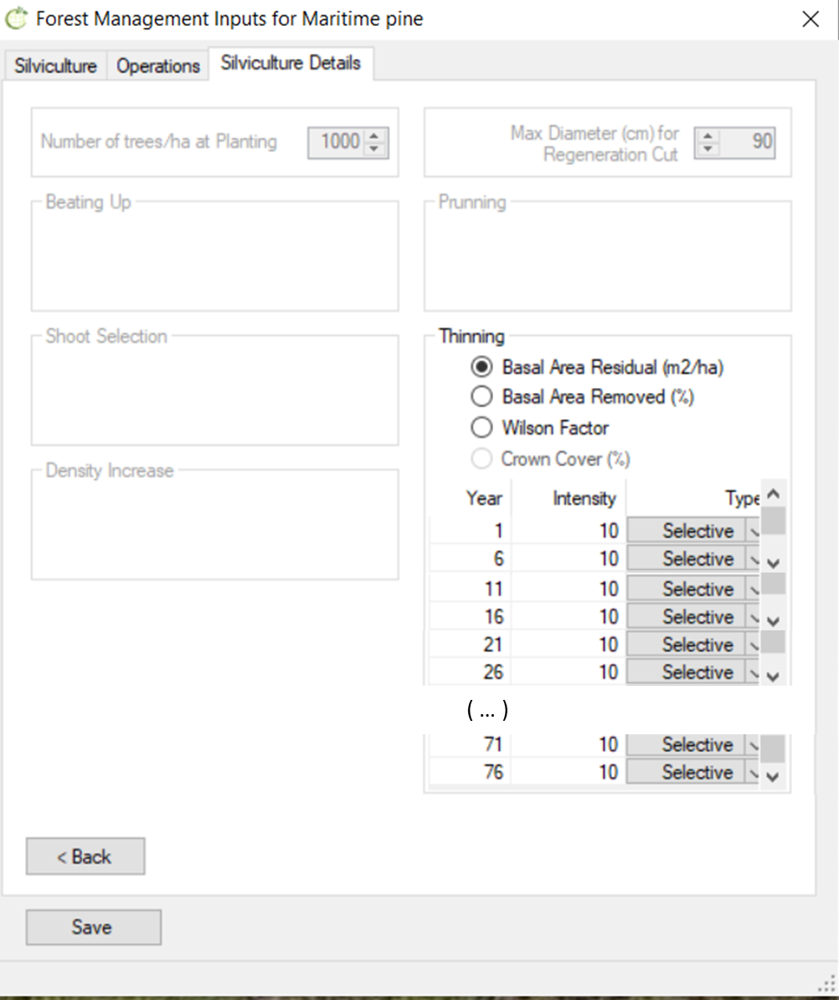 Forest Management Inputs for Maritime pine
Silviculture Operations Silviculture Details
Number of trees/ha at Planting 1000
Max Diameter (cm) for
Regeneration Cut 90
Beating Up
Prunning
Shoot Selection
Density Increase
Thinning
Basal Area Residual (m2/ha)
Basal Area Removed (%)
Wilson Factor
Crown Cover (%)
Year Intensity Type
1 10 Selective
6 10 Selective
11 10 Selective
16 10 Selective
21 10 Selective
26 10 Selective
( ... )
71 10 Selective
76 10 Selective
< Back
Save